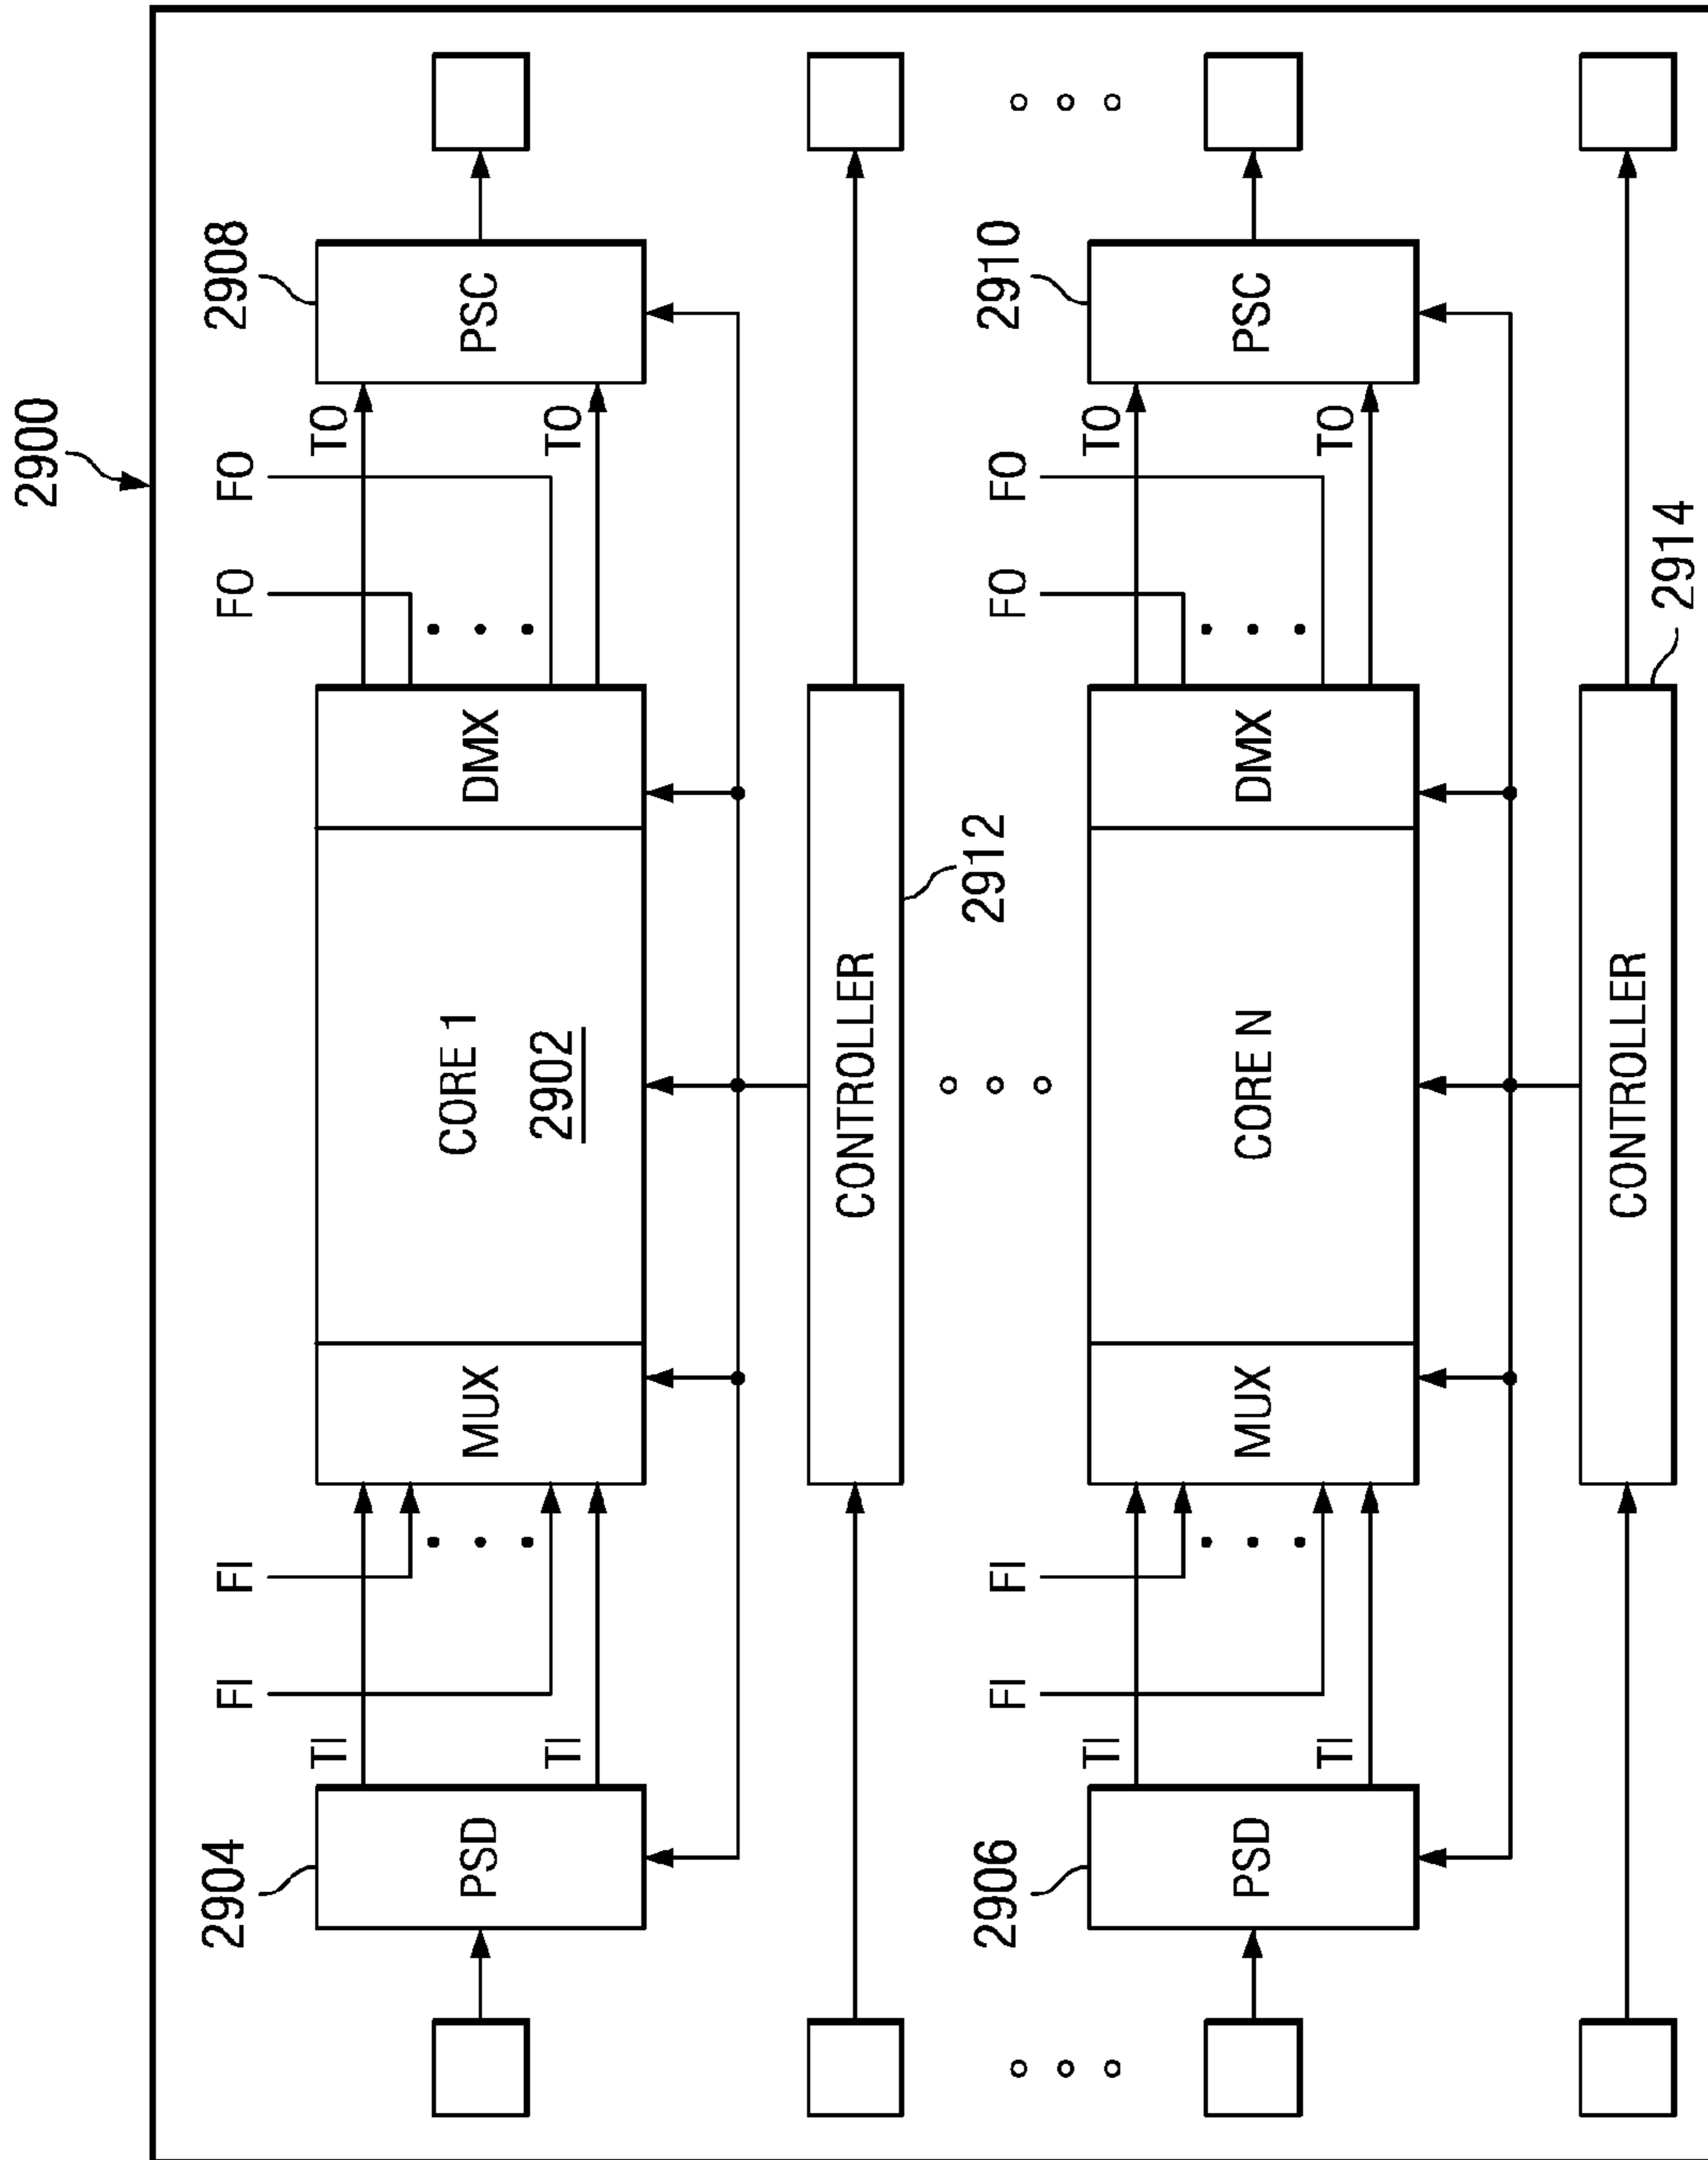 2900
2904
FI
FI
FO
FO
2908
TI
TO
PSD
MUX
CORE 1
DMX
PSC
TI
2902
TO
CONTROLLER
2912
2906
FI
FI
FO
FO
2910
TI
TO
PSD
MUX
CORE N
DMX
PSC
TI
TO
CONTROLLER
2914